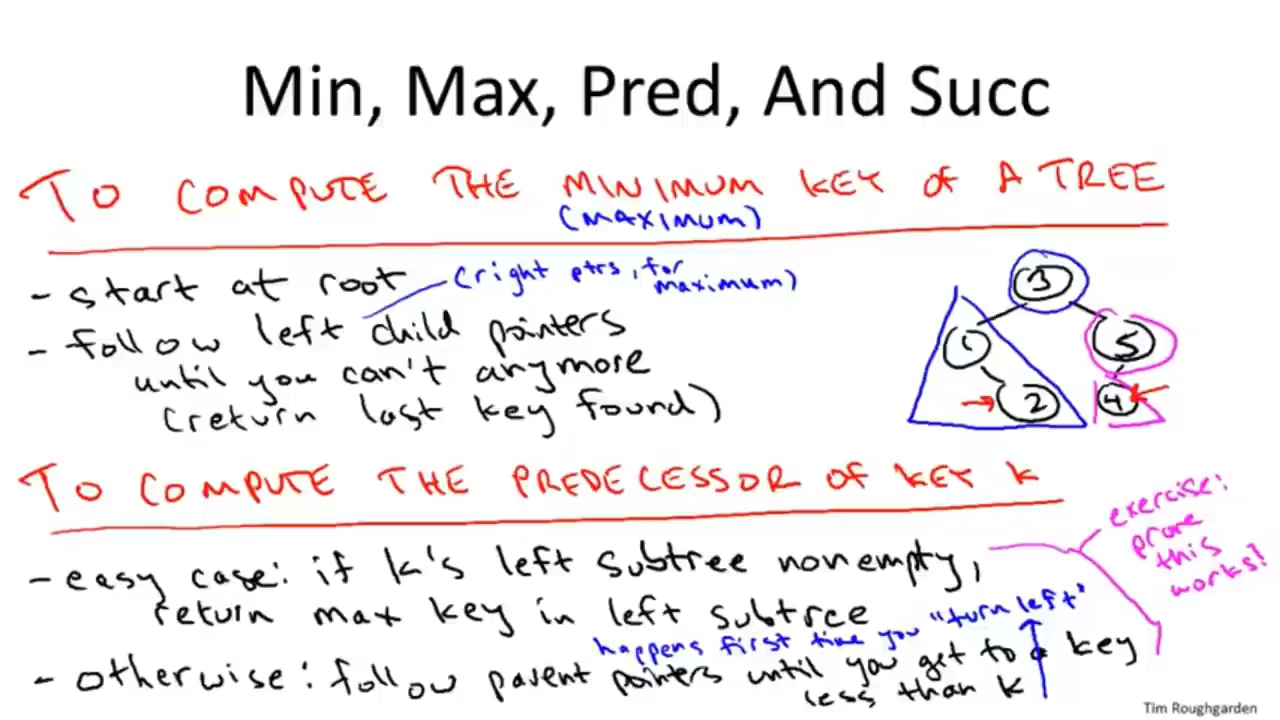 Min, Max, Pred, And Succ
TO COMPUTE THE MINIMUM KEY OF A TREE
(MAXIMUM)
- start at root
(right ptrs, for
maximum)
- follow left child pointers
until you can't anymore
(return last key found)
3
1
5
2
4
TO COMPUTE THE PREDECESSOR OF KEY K
- easy case: if k's left subtree nonempty,
return max key in left subtree
happens first time you "turn left"
- otherwise: follow parent pointers until you get to a key
less than k
exercise:
prove
this
works!
Tim Roughgarden